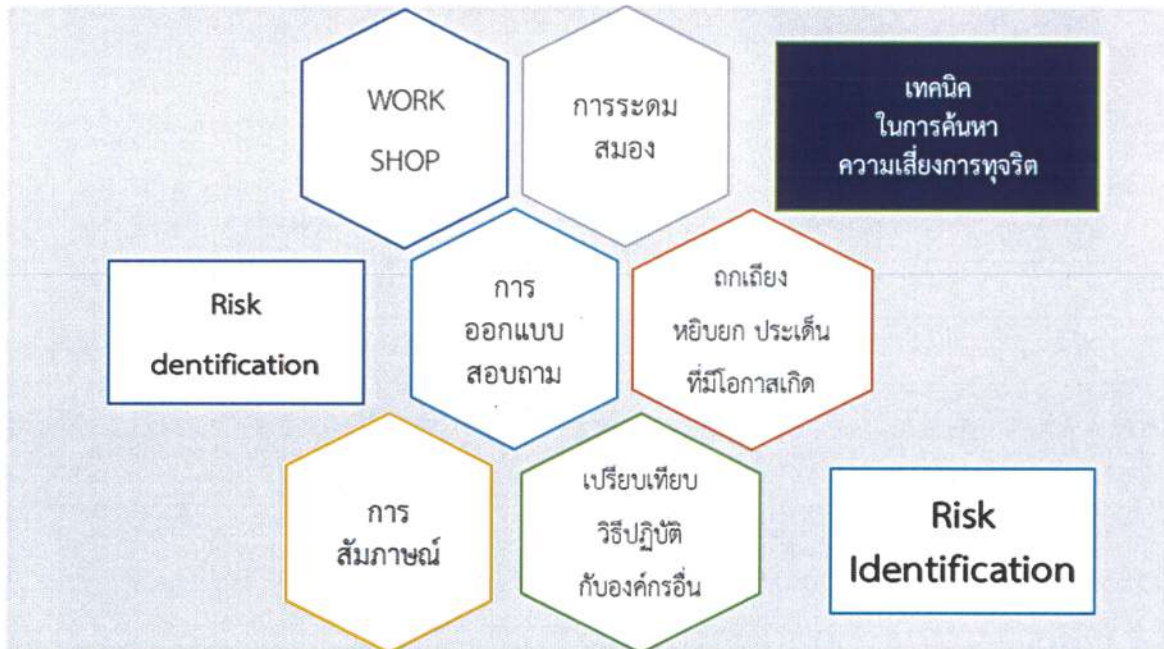 WORK
SHOP
การระดม
สมอง
เทคนิค
ในการค้นหา
ความเสี่ยงการทุจริต
Risk
dentification
การ
ออกแบบ
สอบถาม
ถกเถียง
หยิบยก ประเด็น
ที่มีโอกาสเกิด
การ
สัมภาษณ์
เปรียบเทียบ
วิธีปฏิบัติ
กับองค์กรอื่น
Risk
Identification